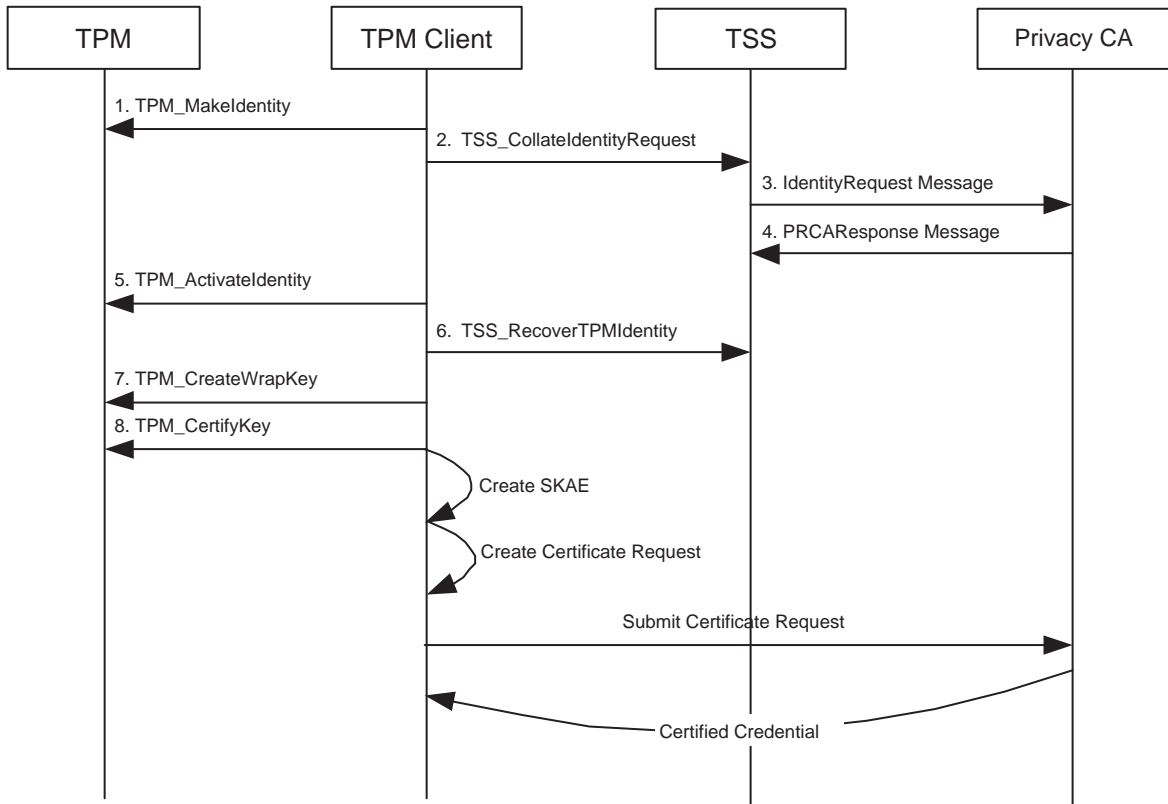 TPM
TPM Client
TSS
Privacy CA
1. TPM_MakeIdentity
2. TSS_CollateIdentityRequest
3. IdentityRequest Message
4. PRCAResponse Message
5. TPM_ActivateIdentity
6. TSS_RecoverTPMIdentity
7. TPM_CreateWrapKey
8. TPM_CertifyKey
Create SKAE
Create Certificate Request
Submit Certificate Request
Certified Credential